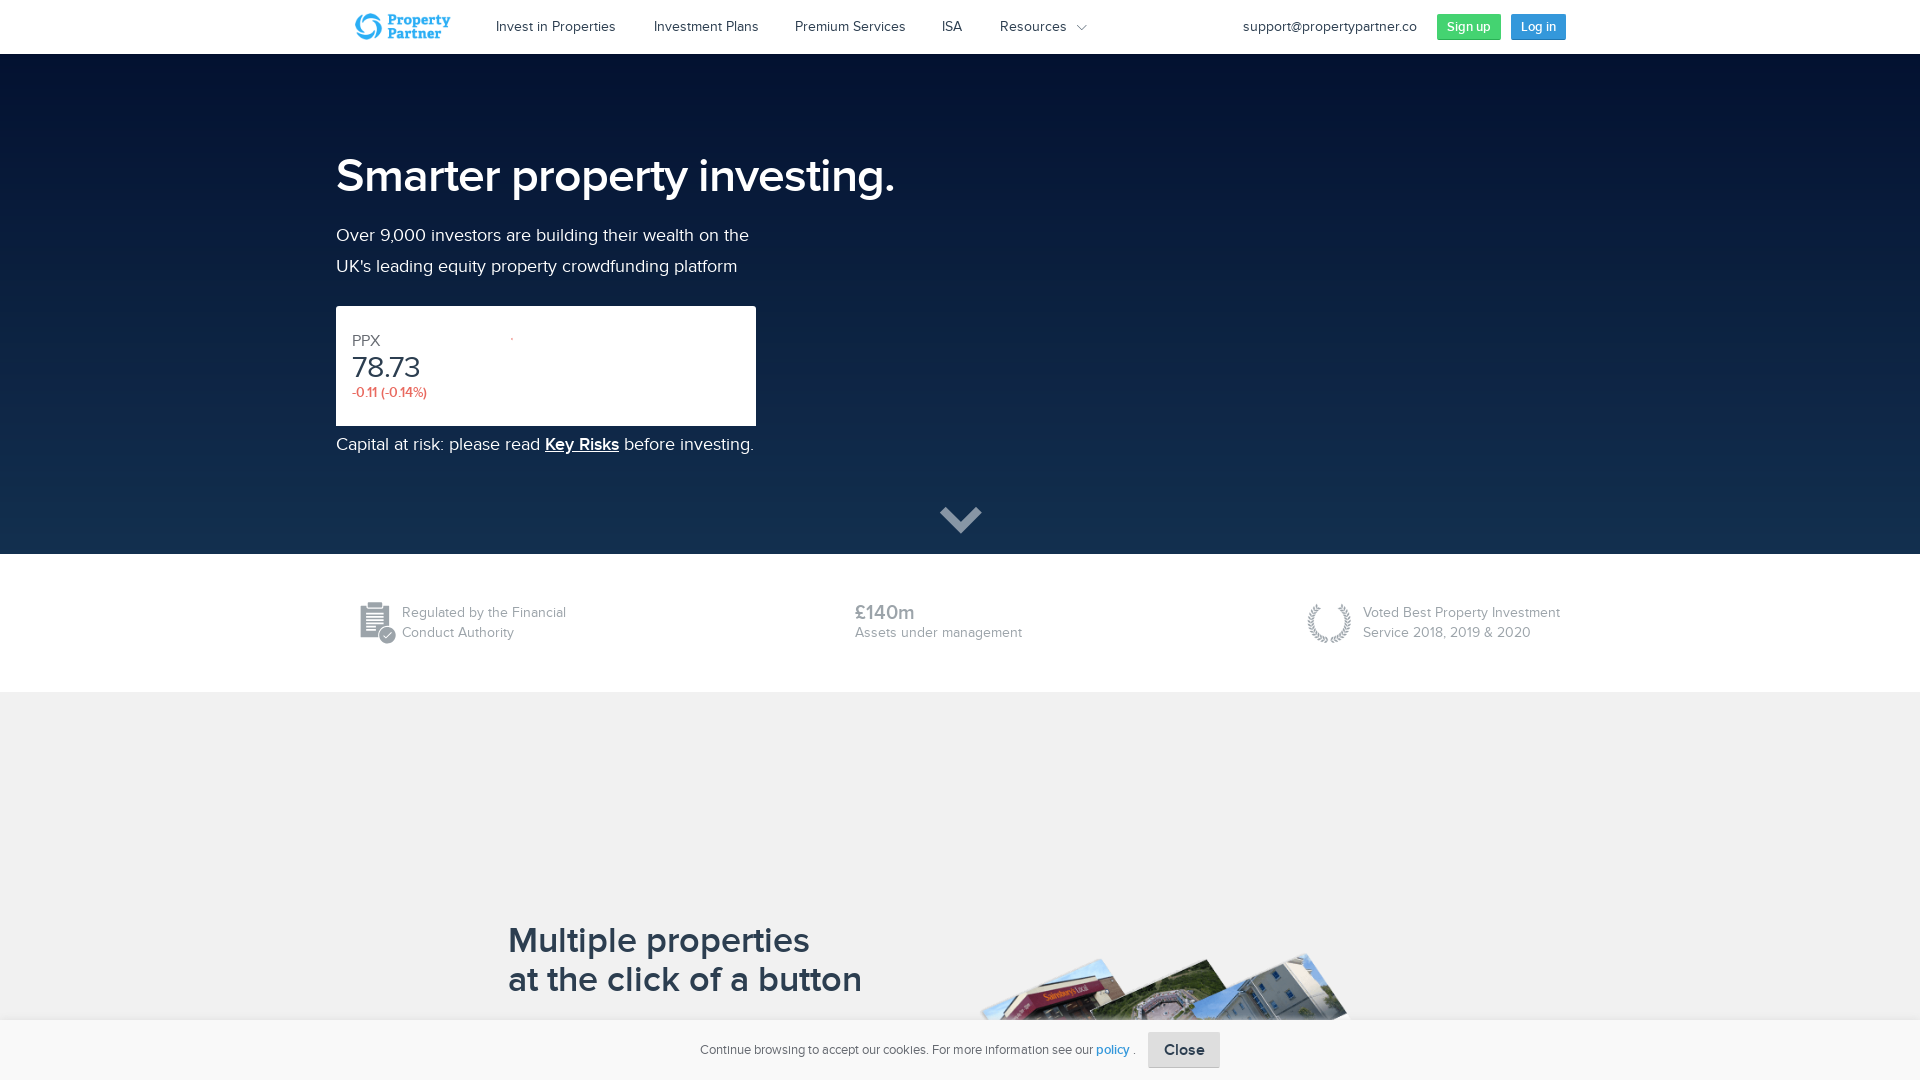 Property
Partner
Invest in Properties
Investment Plans
Premium Services
ISA
Resources
support@propertypartner.co
Sign up
Log in
Smarter property investing.
Over 9,000 investors are building their wealth on the
UK's leading equity property crowdfunding platform
PPX
78.73
-0.11 (-0.14%)
Capital at risk: please read Key Risks before investing.
Regulated by the Financial
Conduct Authority
£140m
Assets under management
Voted Best Property Investment
Service 2018, 2019 & 2020
Multiple properties
at the click of a button
Sainsbury's Local
Continue browsing to accept our cookies. For more information see our policy .
Close